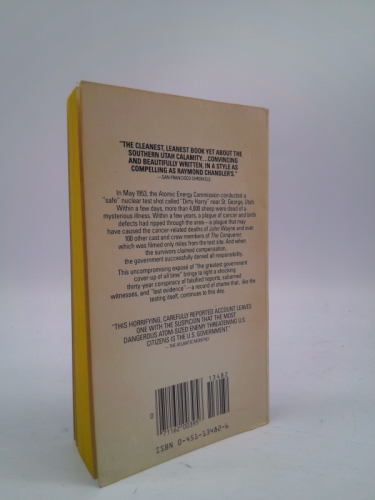 "THE CLEANEST, LEANEST BOOK YET ABOUT THE
SOUTHERN UTAH CALAMITY... CONVINCING
AND BEAUTIFULLY WRITTEN, IN A STYLE AS
COMPELLING AS RAYMOND CHANDLER'S."
—SAN FRANCISCO CHRONICLE
In May 1953, the Atomic Energy Commission conducted a
"safe" nuclear test shot called "Dirty Harry" near St. George, Utah.
Within a few days, more than 4,000 sheep were dead of a
mysterious illness. Within a few years, a plague of cancer and birth
defects had ripped through the area—a plague that may
have caused the cancer-related deaths of John Wayne and over
100 other cast and crew members of The Conqueror,
which was filmed only miles from the test site. And when
the survivors claimed compensation,
the government successfully denied all responsibility.
This uncompromising exposé of "the greatest government
cover-up of all time" brings to light a shocking
thirty-year conspiracy of falsified reports, suborned
witnesses, and "lost evidence"—a record of shame that, like the
testing itself, continues to this day.
"THIS HORRIFYING, CAREFULLY REPORTED ACCOUNT LEAVES
ONE WITH THE SUSPICION THAT THE MOST
DANGEROUS ATOM-SIZED ENEMY THREATENING U.S.
CITIZENS IS THE U.S. GOVERNMENT."
—THE ATLANTIC MONTHLY
13482
0
71162 00395
ISBN 0-451-13482-6